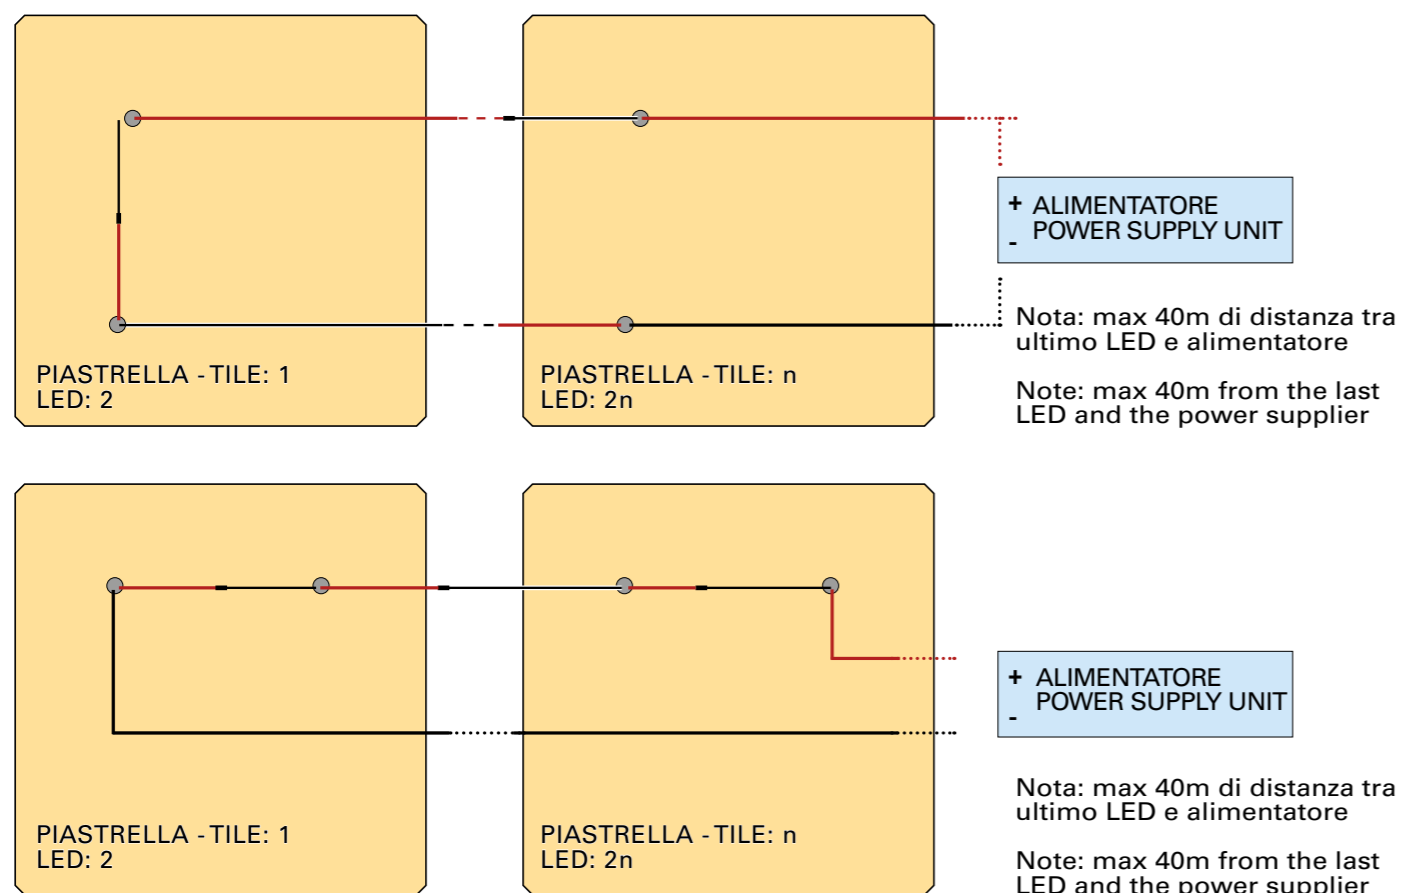 + ALIMENTATORE
- POWER SUPPLY UNIT
Nota: max 40m di distanza tra
ultimo LED e alimentatore
Note: max 40m from the last
LED and the power supplier
PIASTRELLA - TILE: 1
LED: 2
PIASTRELLA - TILE: n
LED: 2n
+ ALIMENTATORE
- POWER SUPPLY UNIT
Nota: max 40m di distanza tra
ultimo LED e alimentatore
Note: max 40m from the last
LED and the power supplier
PIASTRELLA - TILE: 1
LED: 2
PIASTRELLA - TILE: n
LED: 2n